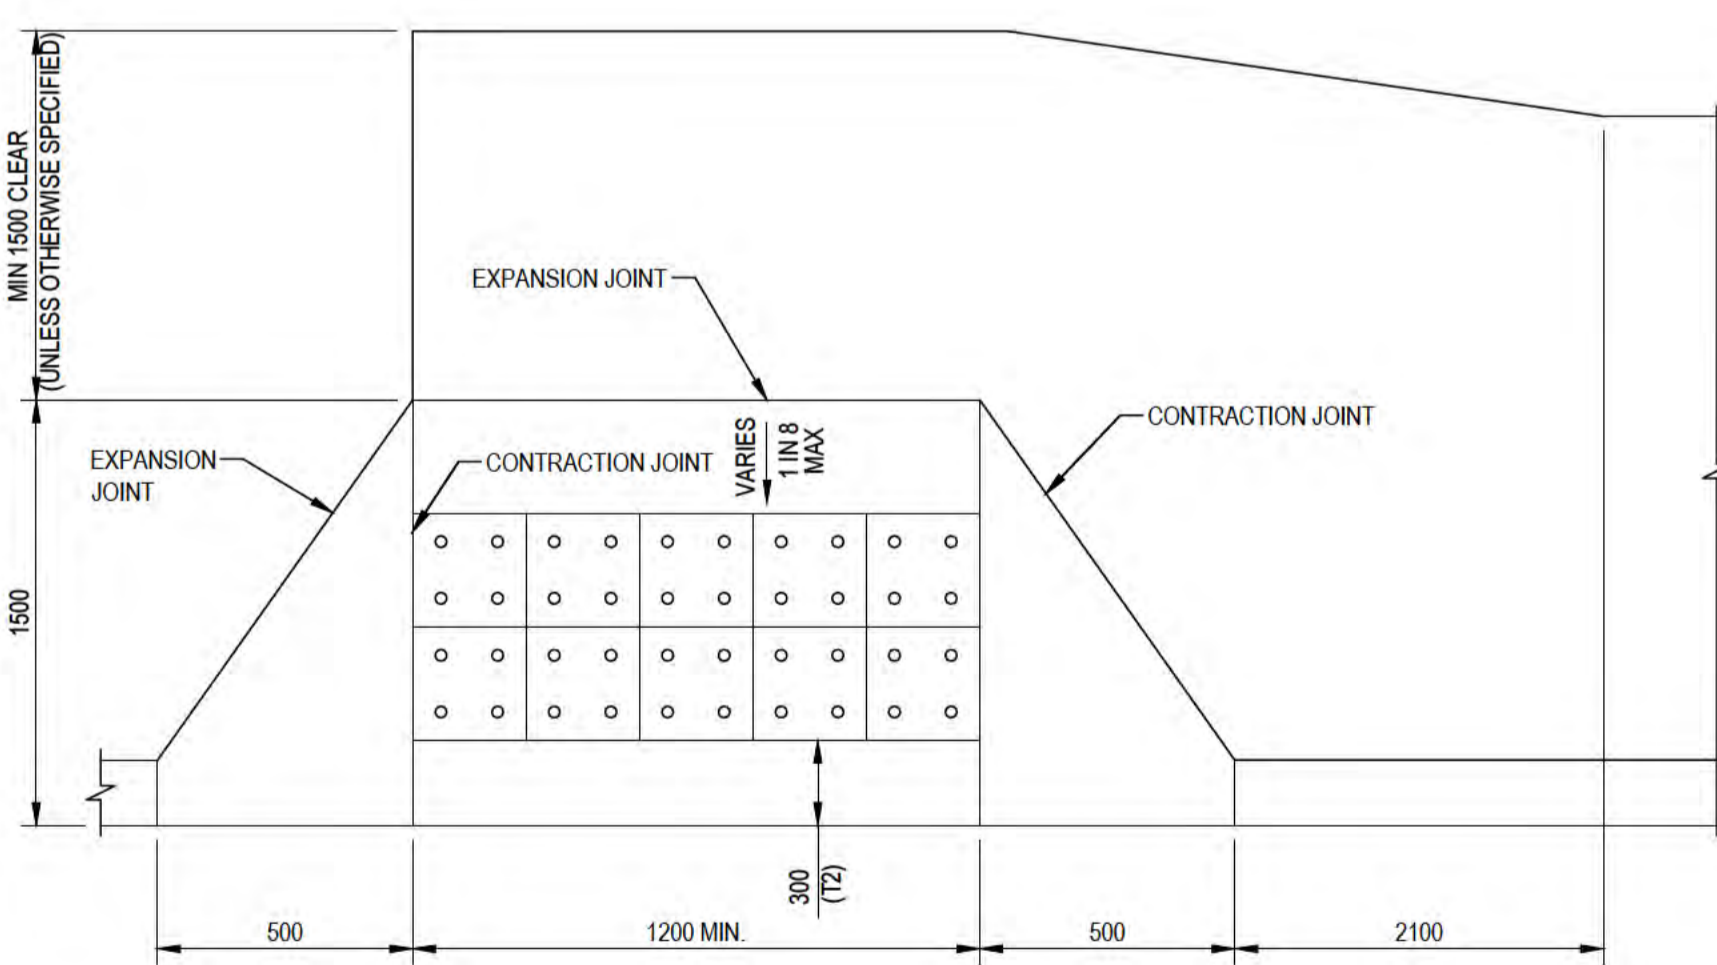 MIN 1500 CLEAR
(UNLESS OTHERWISE SPECIFIED)
EXPANSION JOINT
CONTRACTION JOINT
EXPANSION
JOINT
CONTRACTION JOINT
VARIES
1 IN 8
MAX
1500
300
(T2)
500
1200 MIN.
500
2100